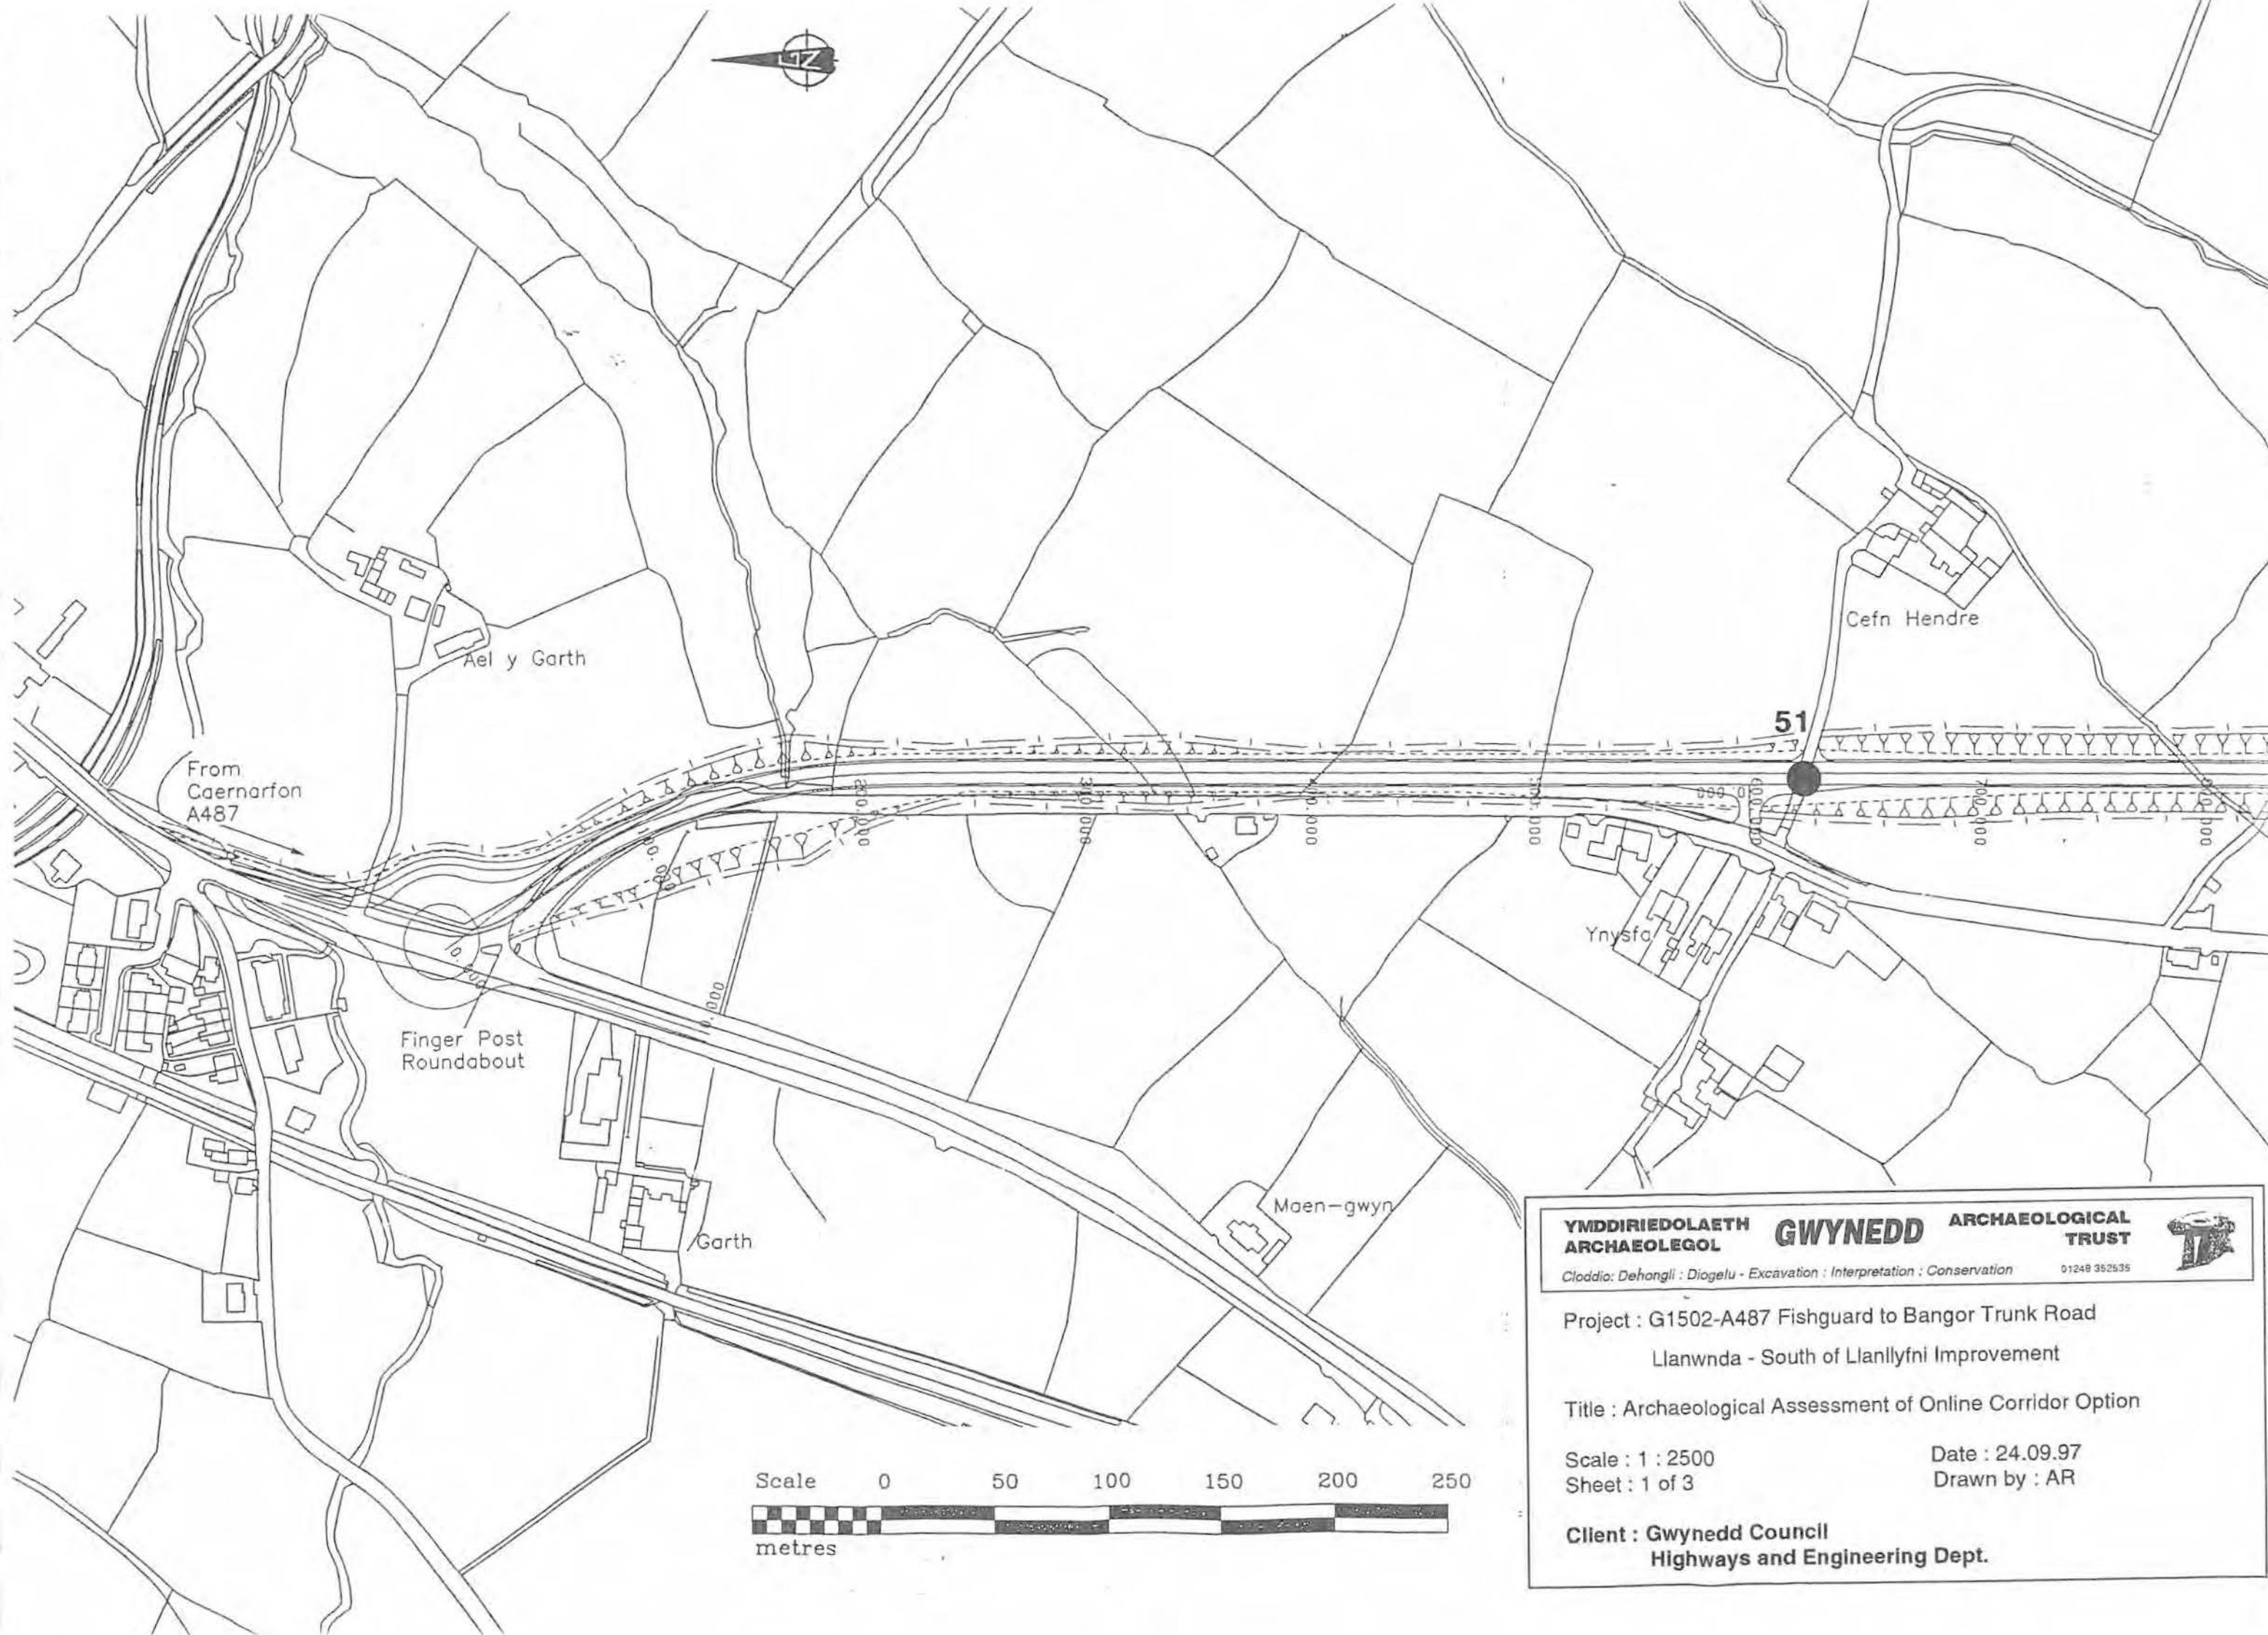 N
Cefn Hendre
Ael y Garth
51
From
Caernarfon
A487
Ynysfa
Finger Post
Roundabout
Maen-gwyn
Garth
YMDDIRIEDOLAETH
ARCHAEOLEGOL
GWYNEDD
ARCHAEOLOGICAL
TRUST
Cloddio: Dehongli : Diogelu - Excavation : Interpretation : Conservation
01248 352535
Project : G1502-A487 Fishguard to Bangor Trunk Road
Llanwnda - South of Llanllyfni Improvement
Title : Archaeological Assessment of Online Corridor Option
Scale : 1 : 2500
Date : 24.09.97
Sheet : 1 of 3
Drawn by : AR
Client : Gwynedd Council
Highways and Engineering Dept.
Scale 0 50 100 150 200 250
metres